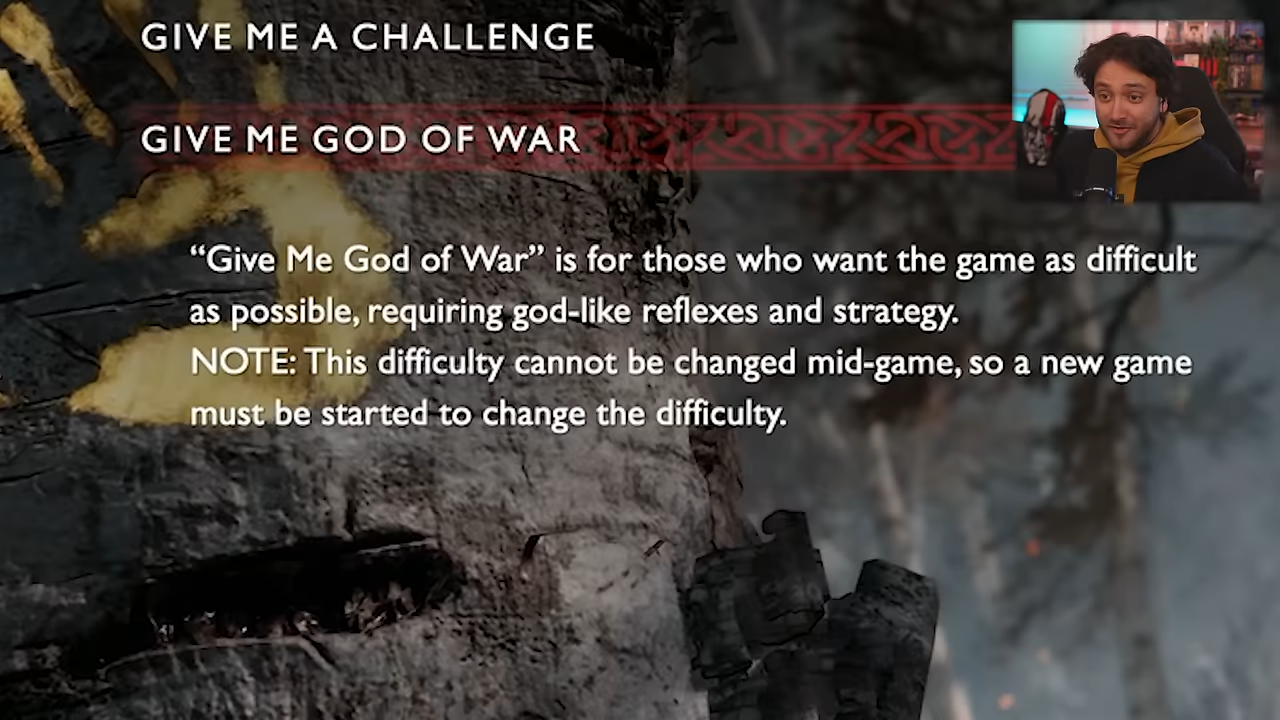 GIVE ME A CHALLENGE
GIVE ME GOD OF WAR
“Give Me God of War” is for those who want the game as difficult
as possible, requiring god-like reflexes and strategy.
NOTE: This difficulty cannot be changed mid-game, so a new game
must be started to change the difficulty.